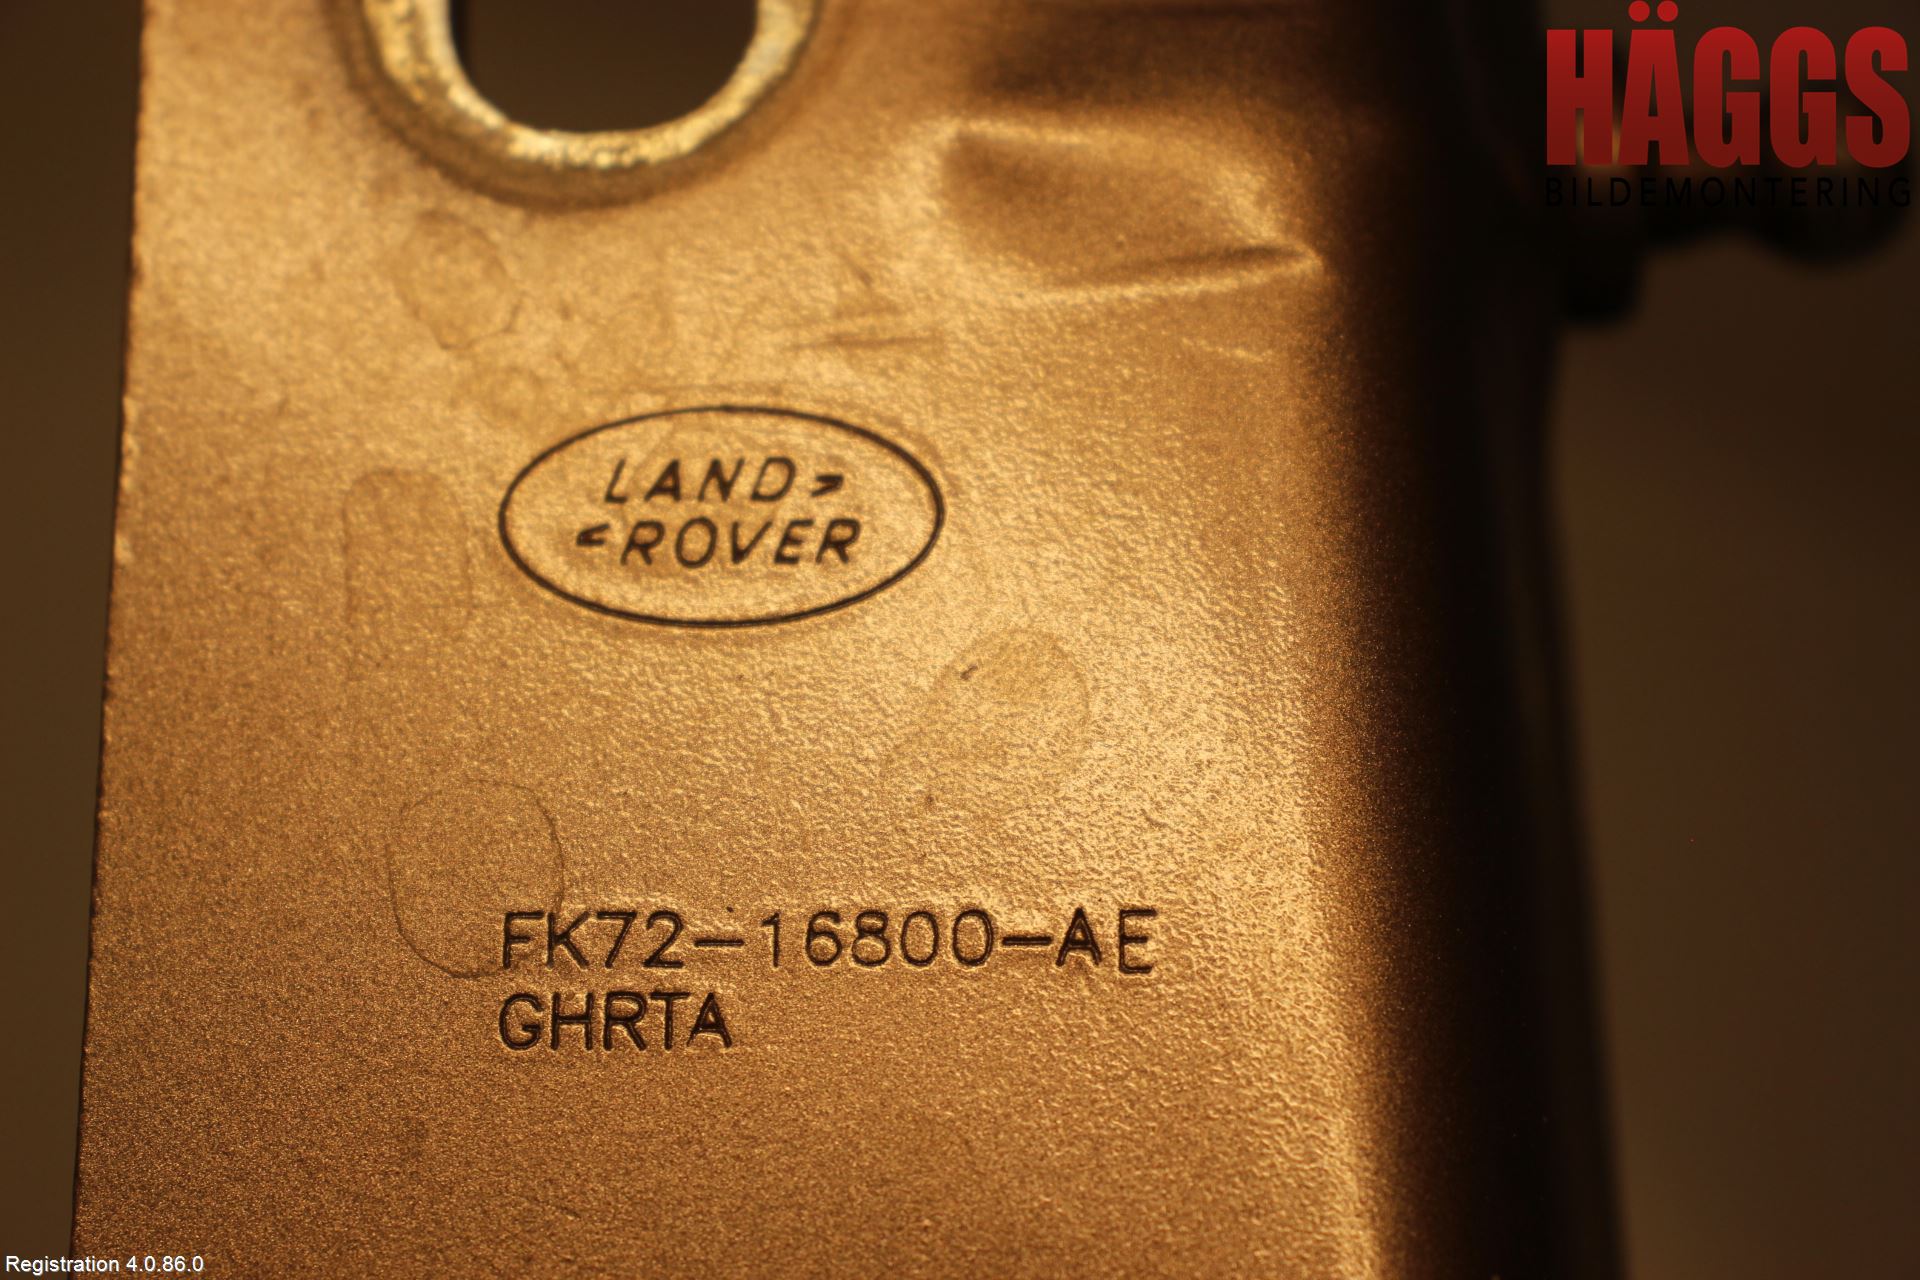 HÄGGS
BILDEMONTERING
LAND>
<ROVER
FK72-16800-AE
GHRTA
Registration 4.0.86.0